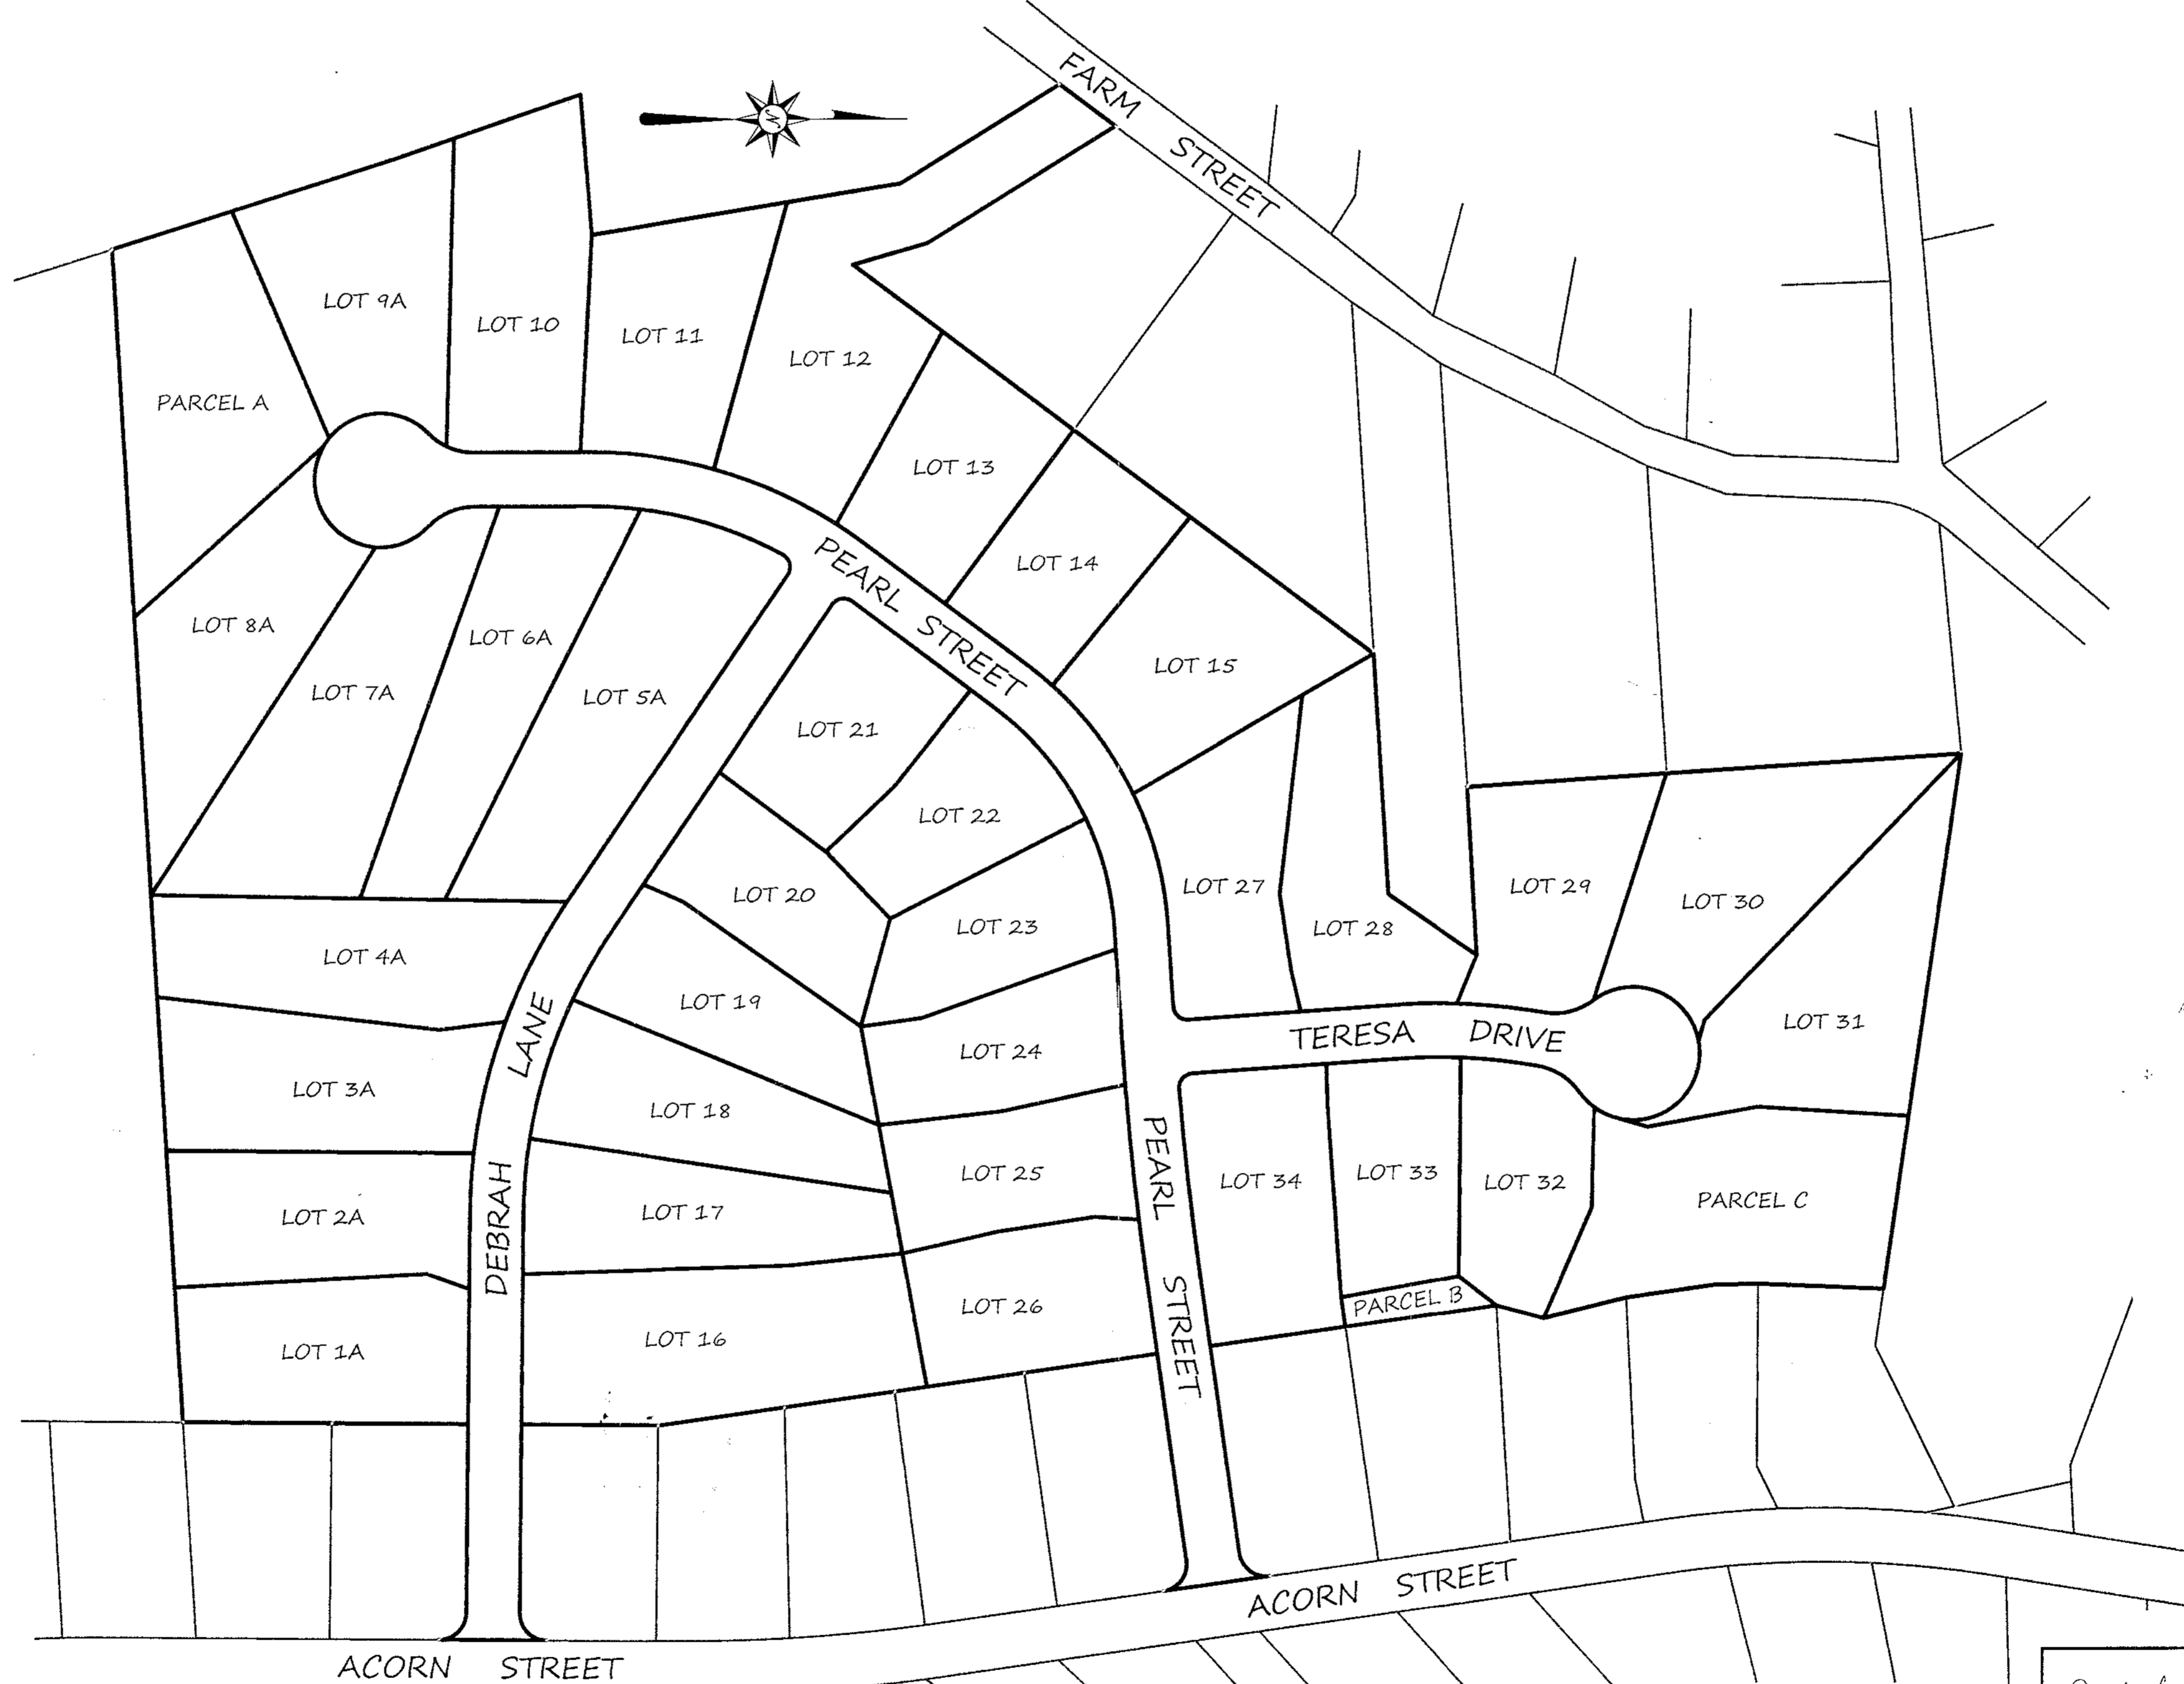 FARM STREET
N
LOT 9A
LOT 10
LOT 11
LOT 12
PARCEL A
LOT 13
LOT 14
PEARL STREET
LOT 8A
LOT 6A
LOT 7A
LOT 5A
LOT 15
LOT 21
LOT 22
LOT 20
LOT 23
LOT 27
LOT 28
LOT 29
LOT 30
LOT 4A
LOT 19
LOT 24
TERESA DRIVE
LOT 31
LOT 3A
DEBRAH LANE
LOT 18
LOT 25
PEARL STREET
LOT 34
LOT 33
LOT 32
PARCEL C
LOT 2A
LOT 17
LOT 26
PARCEL B
LOT 1A
LOT 16
ACORN STREET
ACORN STREET